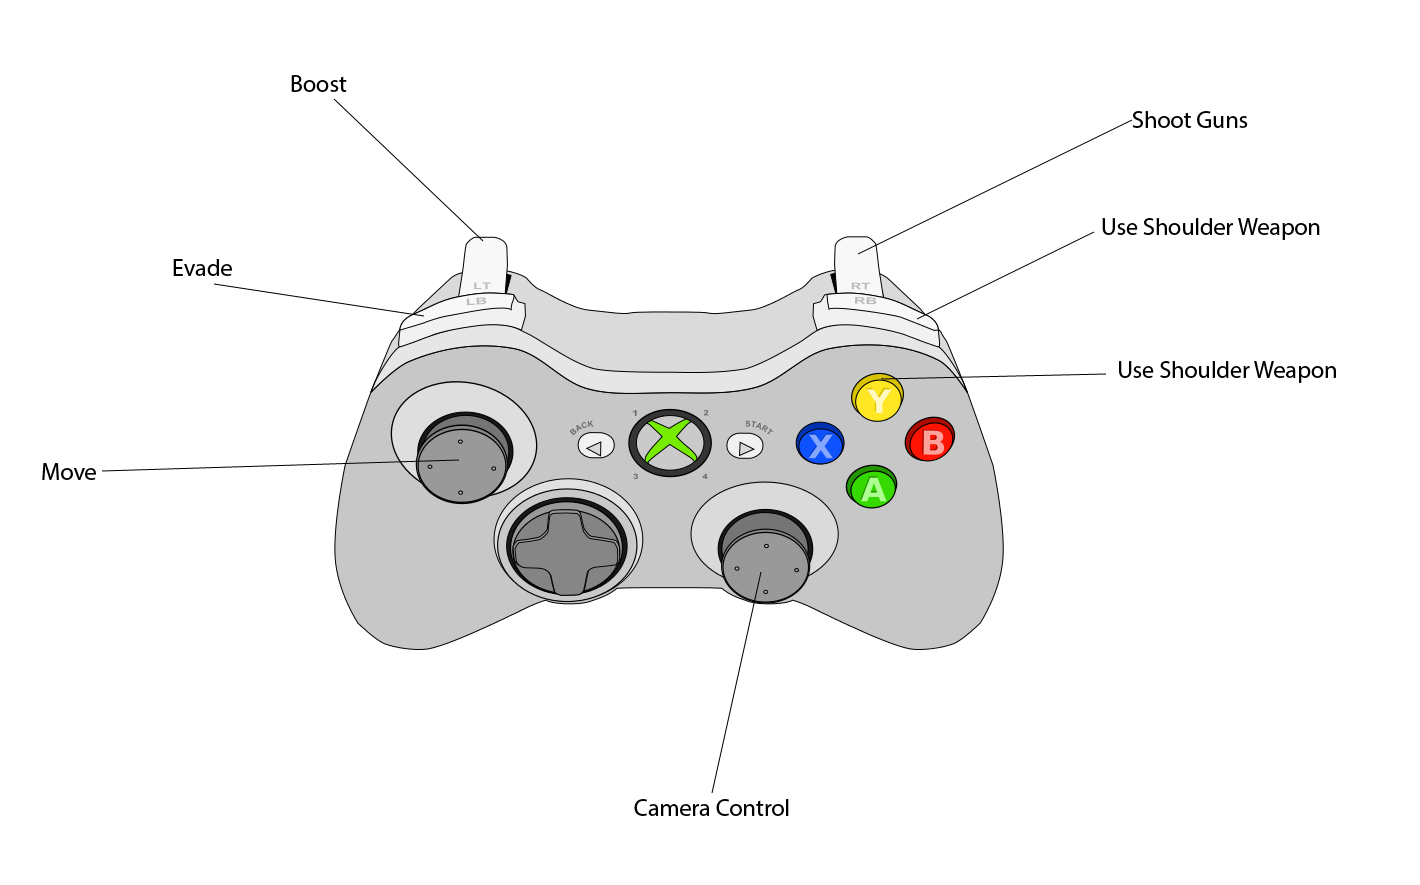 Boost
Shoot Guns
Use Shoulder Weapon
Evade
LT
RT
LB
RB
Use Shoulder Weapon
Y
1
2
BACK
START
X
B
Move
3
4
A
Camera Control